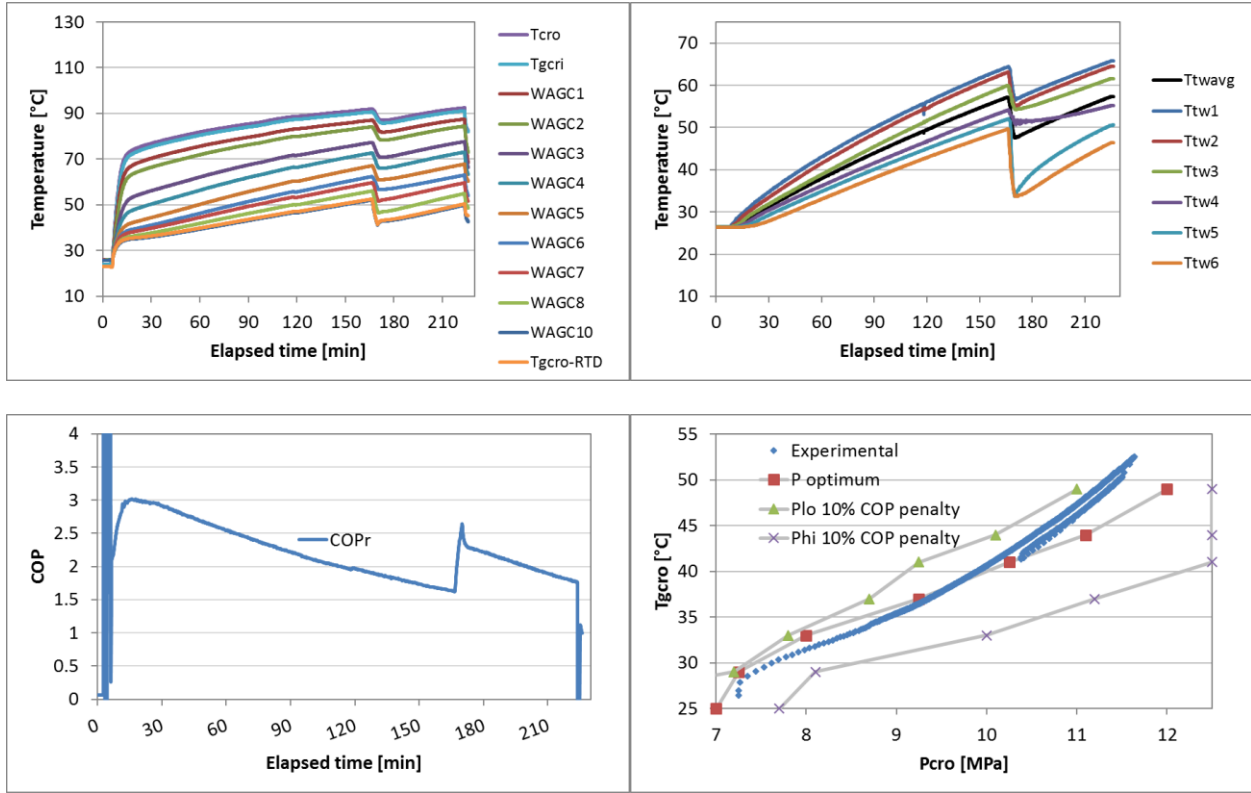 130
110
90
70
50
30
10
0 30 60 90 120 150 180 210
Temperature [°C]
Elapsed time [min]
Tcro
Tgcri
WAGC1
WAGC2
WAGC3
WAGC4
WAGC5
WAGC6
WAGC7
WAGC8
WAGC10
Tgcro-RTD
70
60
50
40
30
20
10
0 30 60 90 120 150 180 210
Temperature [°C]
Elapsed time [min]
Ttwavg
Ttw1
Ttw2
Ttw3
Ttw4
Ttw5
Ttw6
4
3.5
3
2.5
2
1.5
1
0.5
0
0 30 60 90 120 150 180 210
COP
Elapsed time [min]
COPr
55
50
45
40
35
30
25
7 8 9 10 11 12
Tgcro [°C]
Pcro [MPa]
Experimental
P optimum
Plo 10% COP penalty
Phi 10% COP penalty